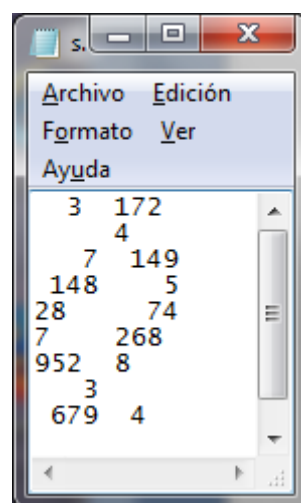 s.
Archivo Edición
Formato Ver
Ayuda
  3  172
     4
   7  149
 148     5
28     74
7    268
952  8
   3
 679  4